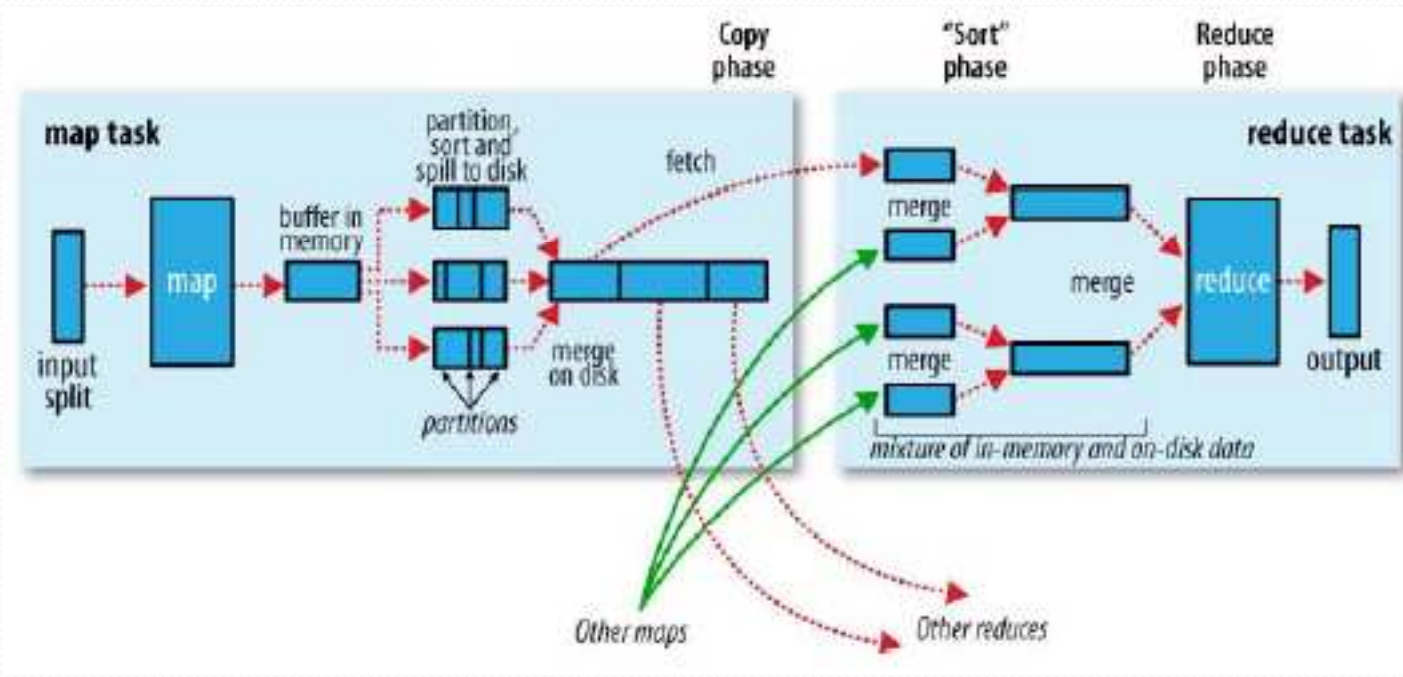 Copy
phase
"Sort"
phase
Reduce
phase
map task
partition,
sort and
spill to disk
fetch
buffer in
memory
map
input
split
merge
on disk
partitions
reduce task
merge
merge
merge
reduce
output
mixture of in-memory and on-disk data
Other maps
Other reduces